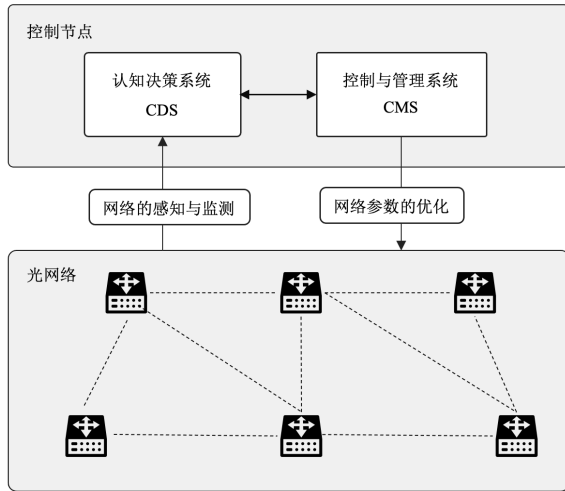 控制节点
认知决策系统
CDS
控制与管理系统
CMS
网络的感知与监测
网络参数的优化
光网络